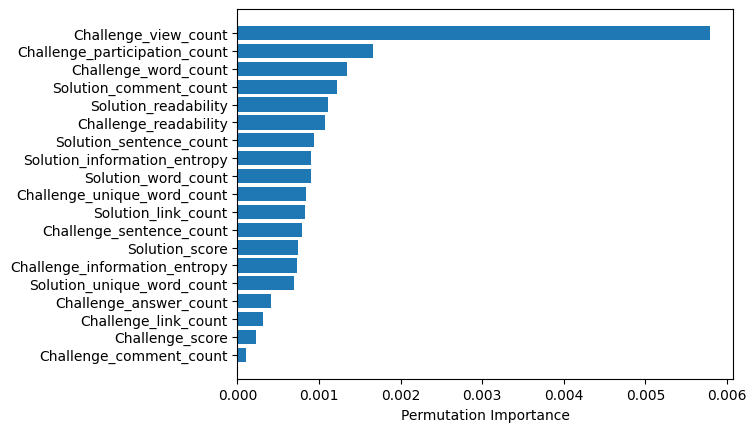 Challenge_view_count
Challenge_participation_count
Challenge_word_count
Solution_comment_count
Solution_readability
Challenge_readability
Solution_sentence_count
Solution_information_entropy
Solution_word_count
Challenge_unique_word_count
Solution_link_count
Challenge_sentence_count
Solution_score
Challenge_information_entropy
Solution_unique_word_count
Challenge_answer_count
Challenge_link_count
Challenge_score
Challenge_comment_count
0.000 0.001 0.002 0.003 0.004 0.005 0.006
Permutation Importance